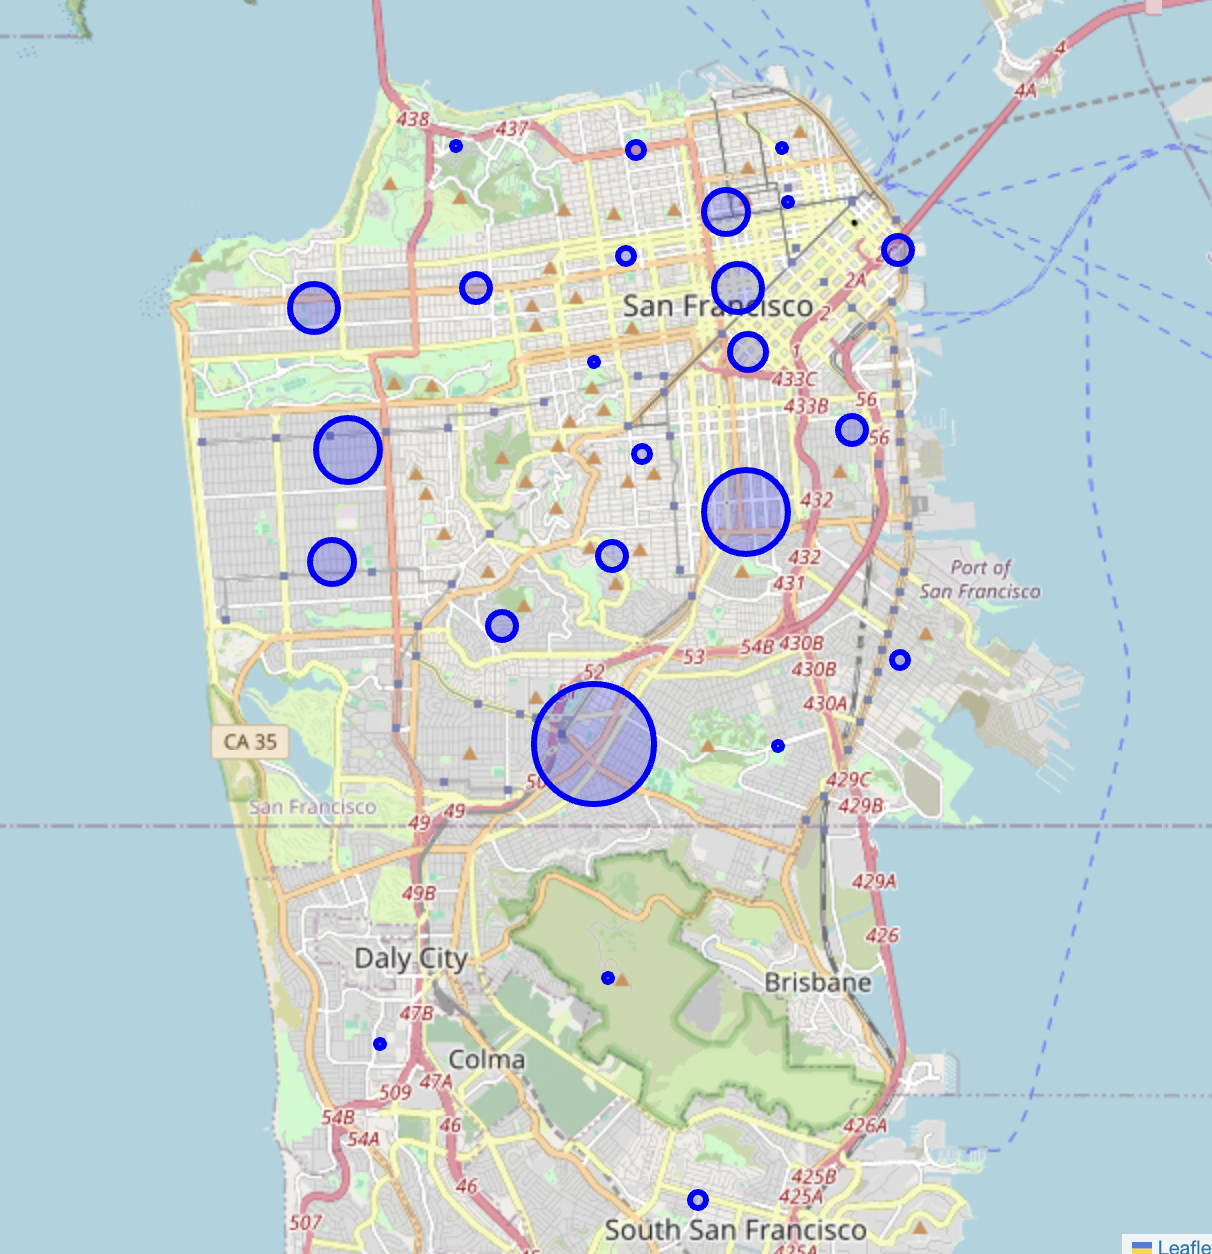 4
4A
438
437
2A
San Francisco
2
1
433C
56
433B
56
432
432
Port of
San Francisco
431
430B
54B
53
430B
52
430A
CA 35
429C
50
San Francisco
429B
49
49
429A
49B
426
Daly City
Brisbane
47B
Colma
47A
509
54B
46
426A
54A
425B
46
425A
507
South San Francisco
425A
Leafle